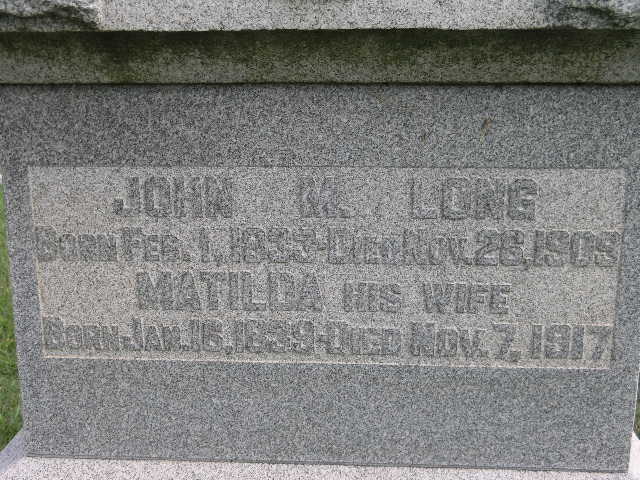 JOHN M. LONG
BORN FEB. 1, 1833-DIED NOV. 26, 1909
MATILDA HIS WIFE
BORN JAN. 16, 1839-DIED NOV. 7, 1917